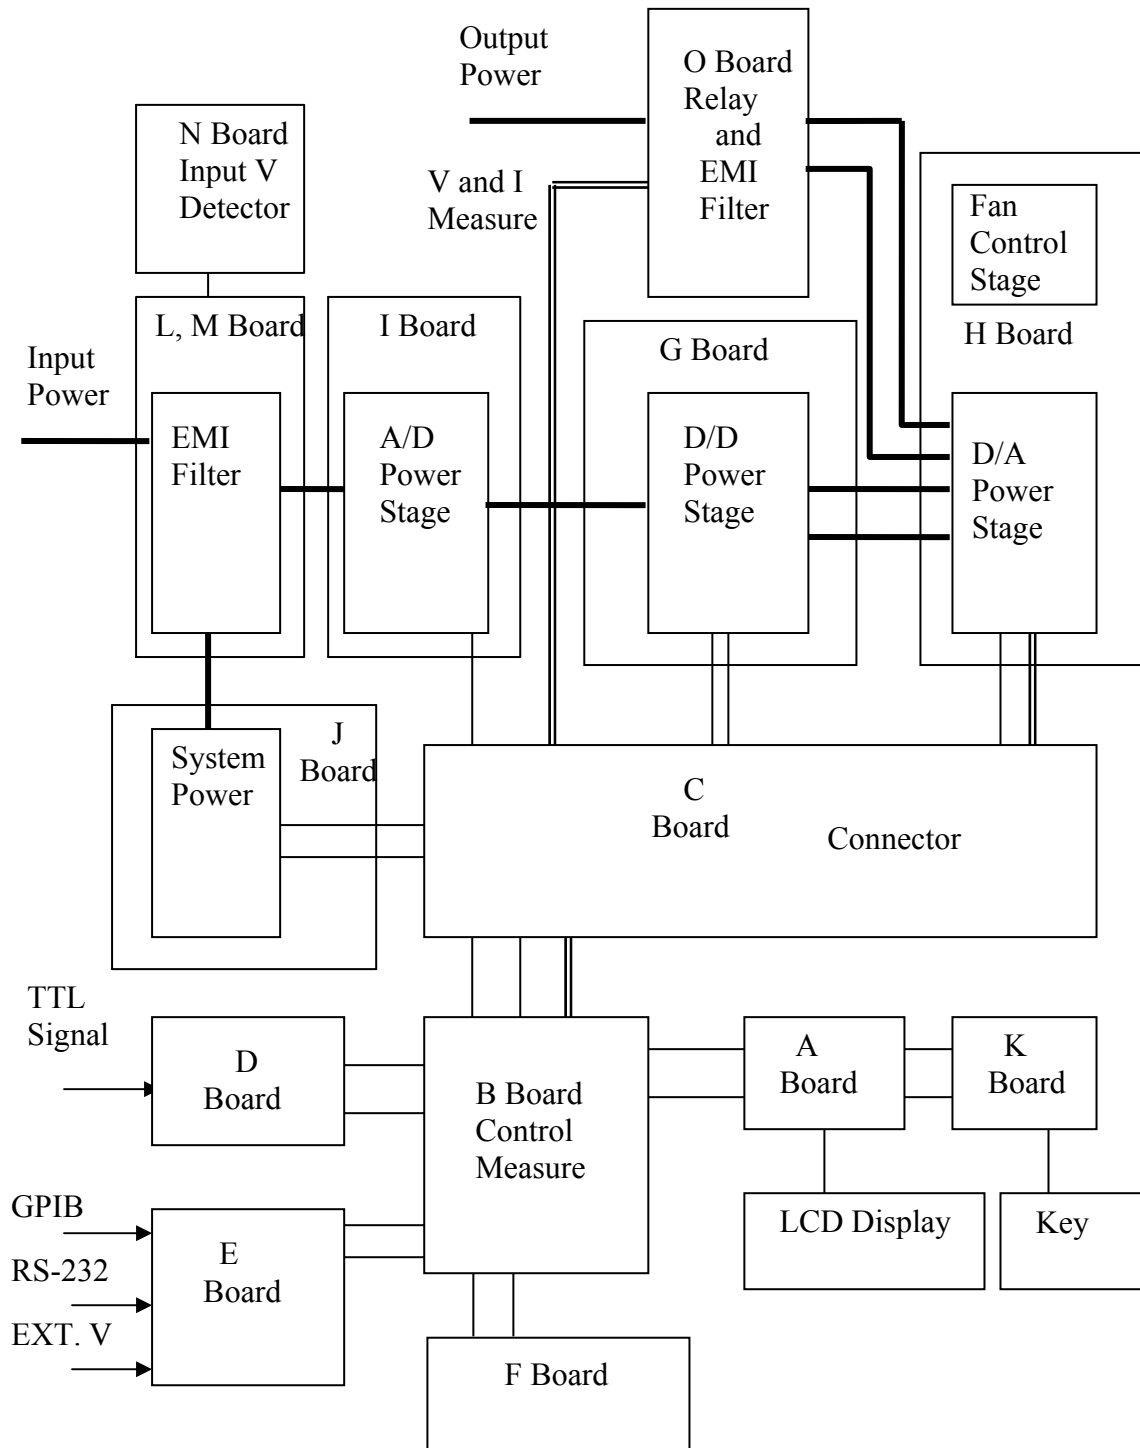 Output
Power
O Board
Relay
and
EMI
Filter
N Board
Input V
Detector
V and I
Measure
Fan
Control
Stage
L, M Board
I Board
G Board
H Board
Input
Power
EMI
Filter
A/D
Power
Stage
D/D
Power
Stage
D/A
Power
Stage
J
Board
System
Power
C
Board
Connector
TTL
Signal
D
Board
B Board
Control
Measure
A
Board
K
Board
GPIB
RS-232
EXT. V
E
Board
LCD Display
Key
F Board